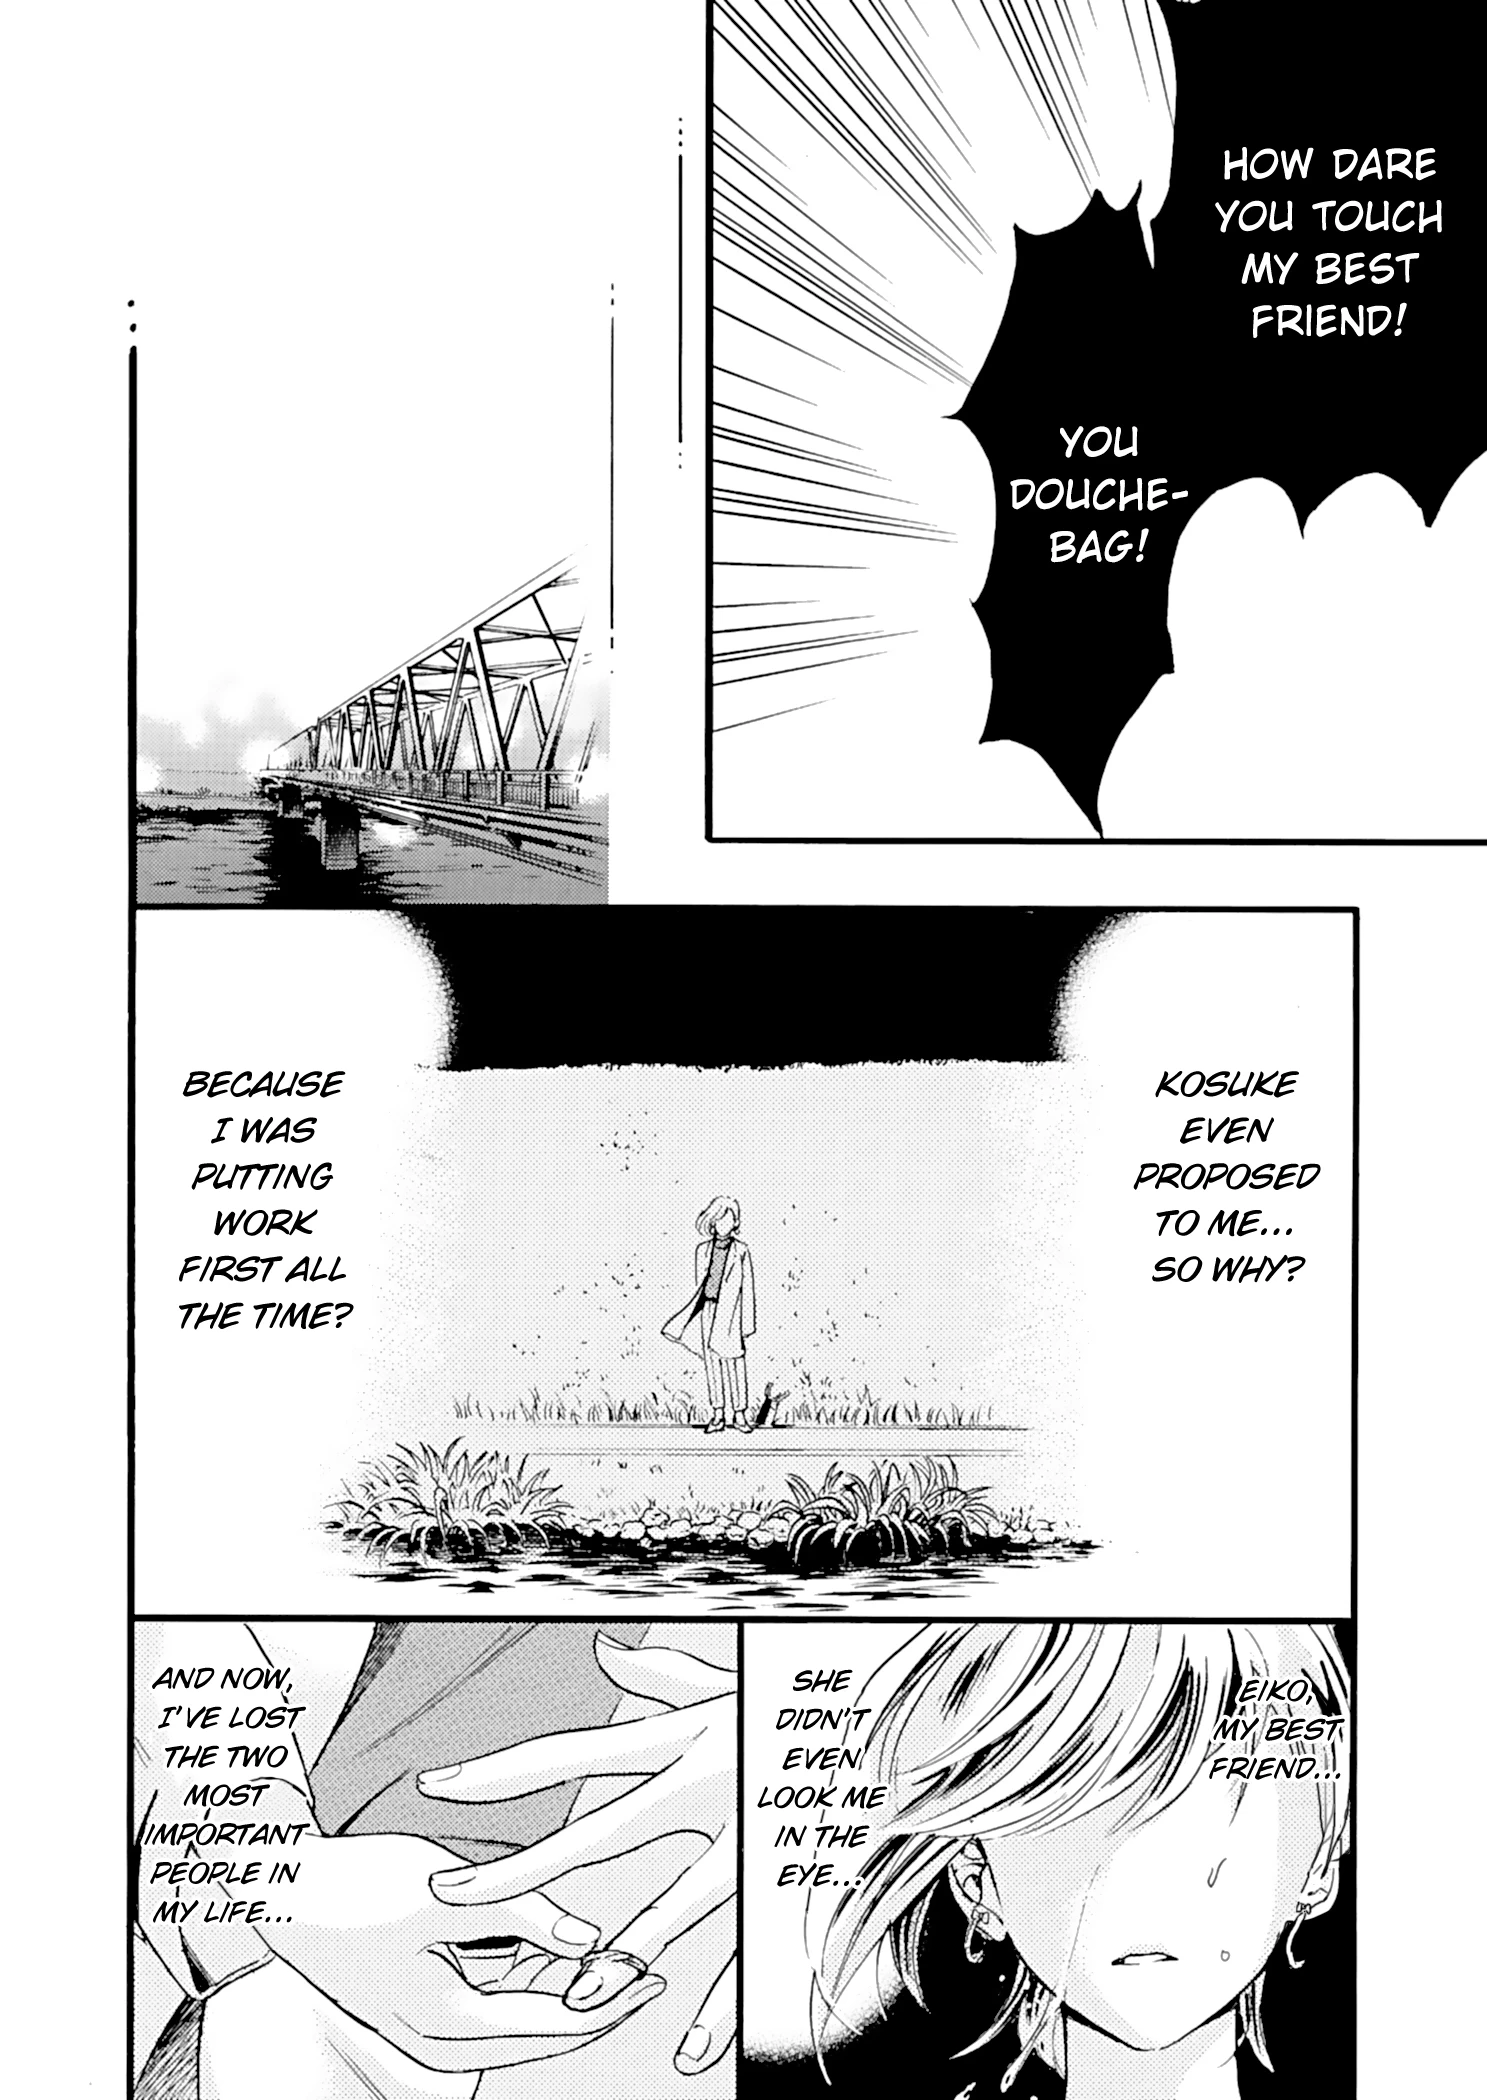 HOW DARE
YOU TOUCH
MY BEST
FRIEND!
YOU
DOUCHE-
BAG!
KOSUKE
EVEN
PROPOSED
TO ME...
SO WHY?
BECAUSE
I WAS
PUTTING
WORK
FIRST ALL
THE TIME?
EIKO,
MY BEST
FRIEND...
SHE
DIDN'T
EVEN
LOOK ME
IN THE
EYE...
AND NOW,
I'VE LOST
THE TWO
MOST
IMPORTANT
PEOPLE IN
MY LIFE...